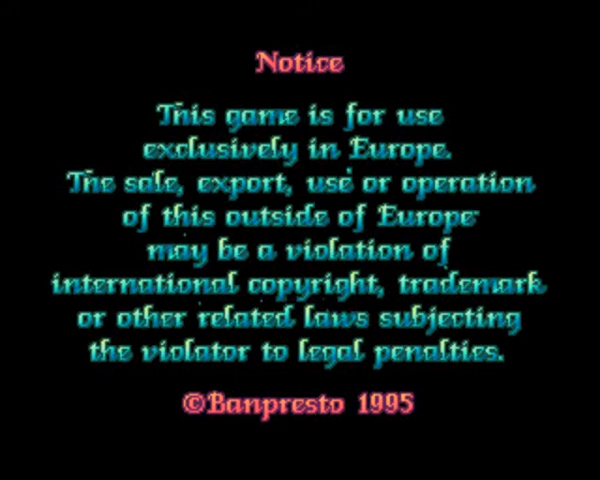 Notice
This game is for use
exclusively in Europe.
The sale, export, use or operation
of this outside of Europe
may be a violation of
international copyright, trademark
or other related laws subjecting
the violator to legal penalties.
©Banpresto 1995